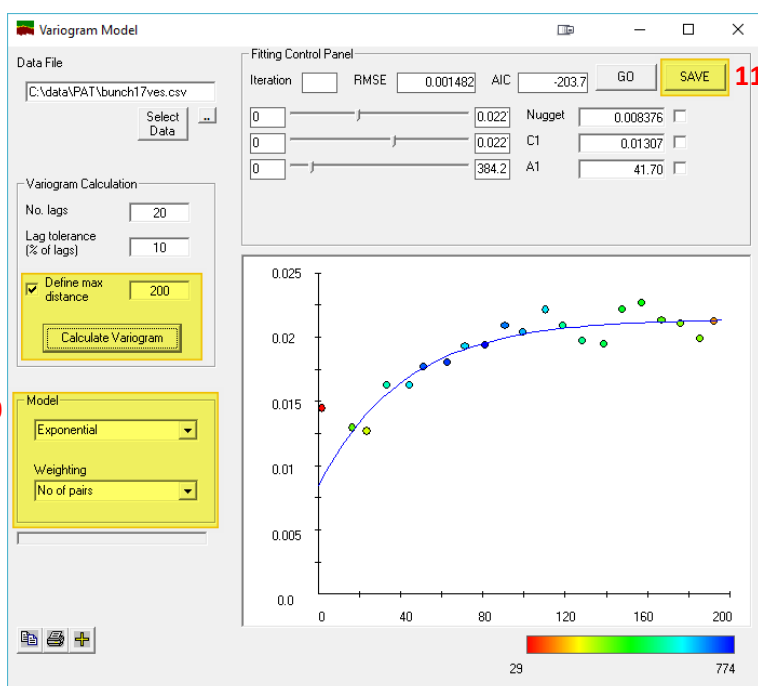 Variogram Model
Data File
C:\data\PAT\bunch17ves.csv
Select
Data
..
Variogram Calculation
No. lags 20
Lag tolerance
(% of lags) 10
Define max
distance 200
Calculate Variogram
Model
Exponential
Weighting
No of pairs
Fitting Control Panel
Iteration RMSE 0.001482 AIC -203.7 GO SAVE 11
0 0.022 Nugget 0.008376
0 0.022 C1 0.01307
0 384.2 A1 41.70
0.025
0.02
0.015
0.01
0.005
0.0
0 40 80 120 160 200
29 774